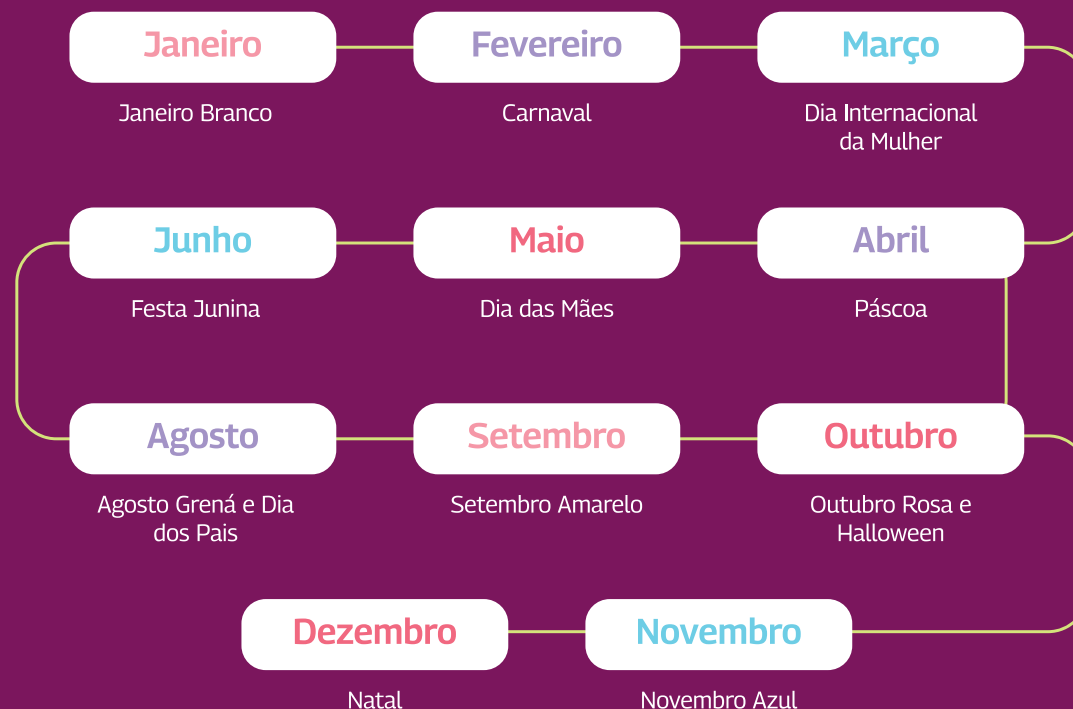 Janeiro
Fevereiro
Março
Janeiro Branco
Carnaval
Dia Internacional
da Mulher
Junho
Maio
Abril
Festa Junina
Dia das Mães
Páscoa
Agosto
Setembro
Outubro
Agosto Grená e Dia
dos Pais
Setembro Amarelo
Outubro Rosa e
Halloween
Dezembro
Novembro
Natal
Novembro Azul